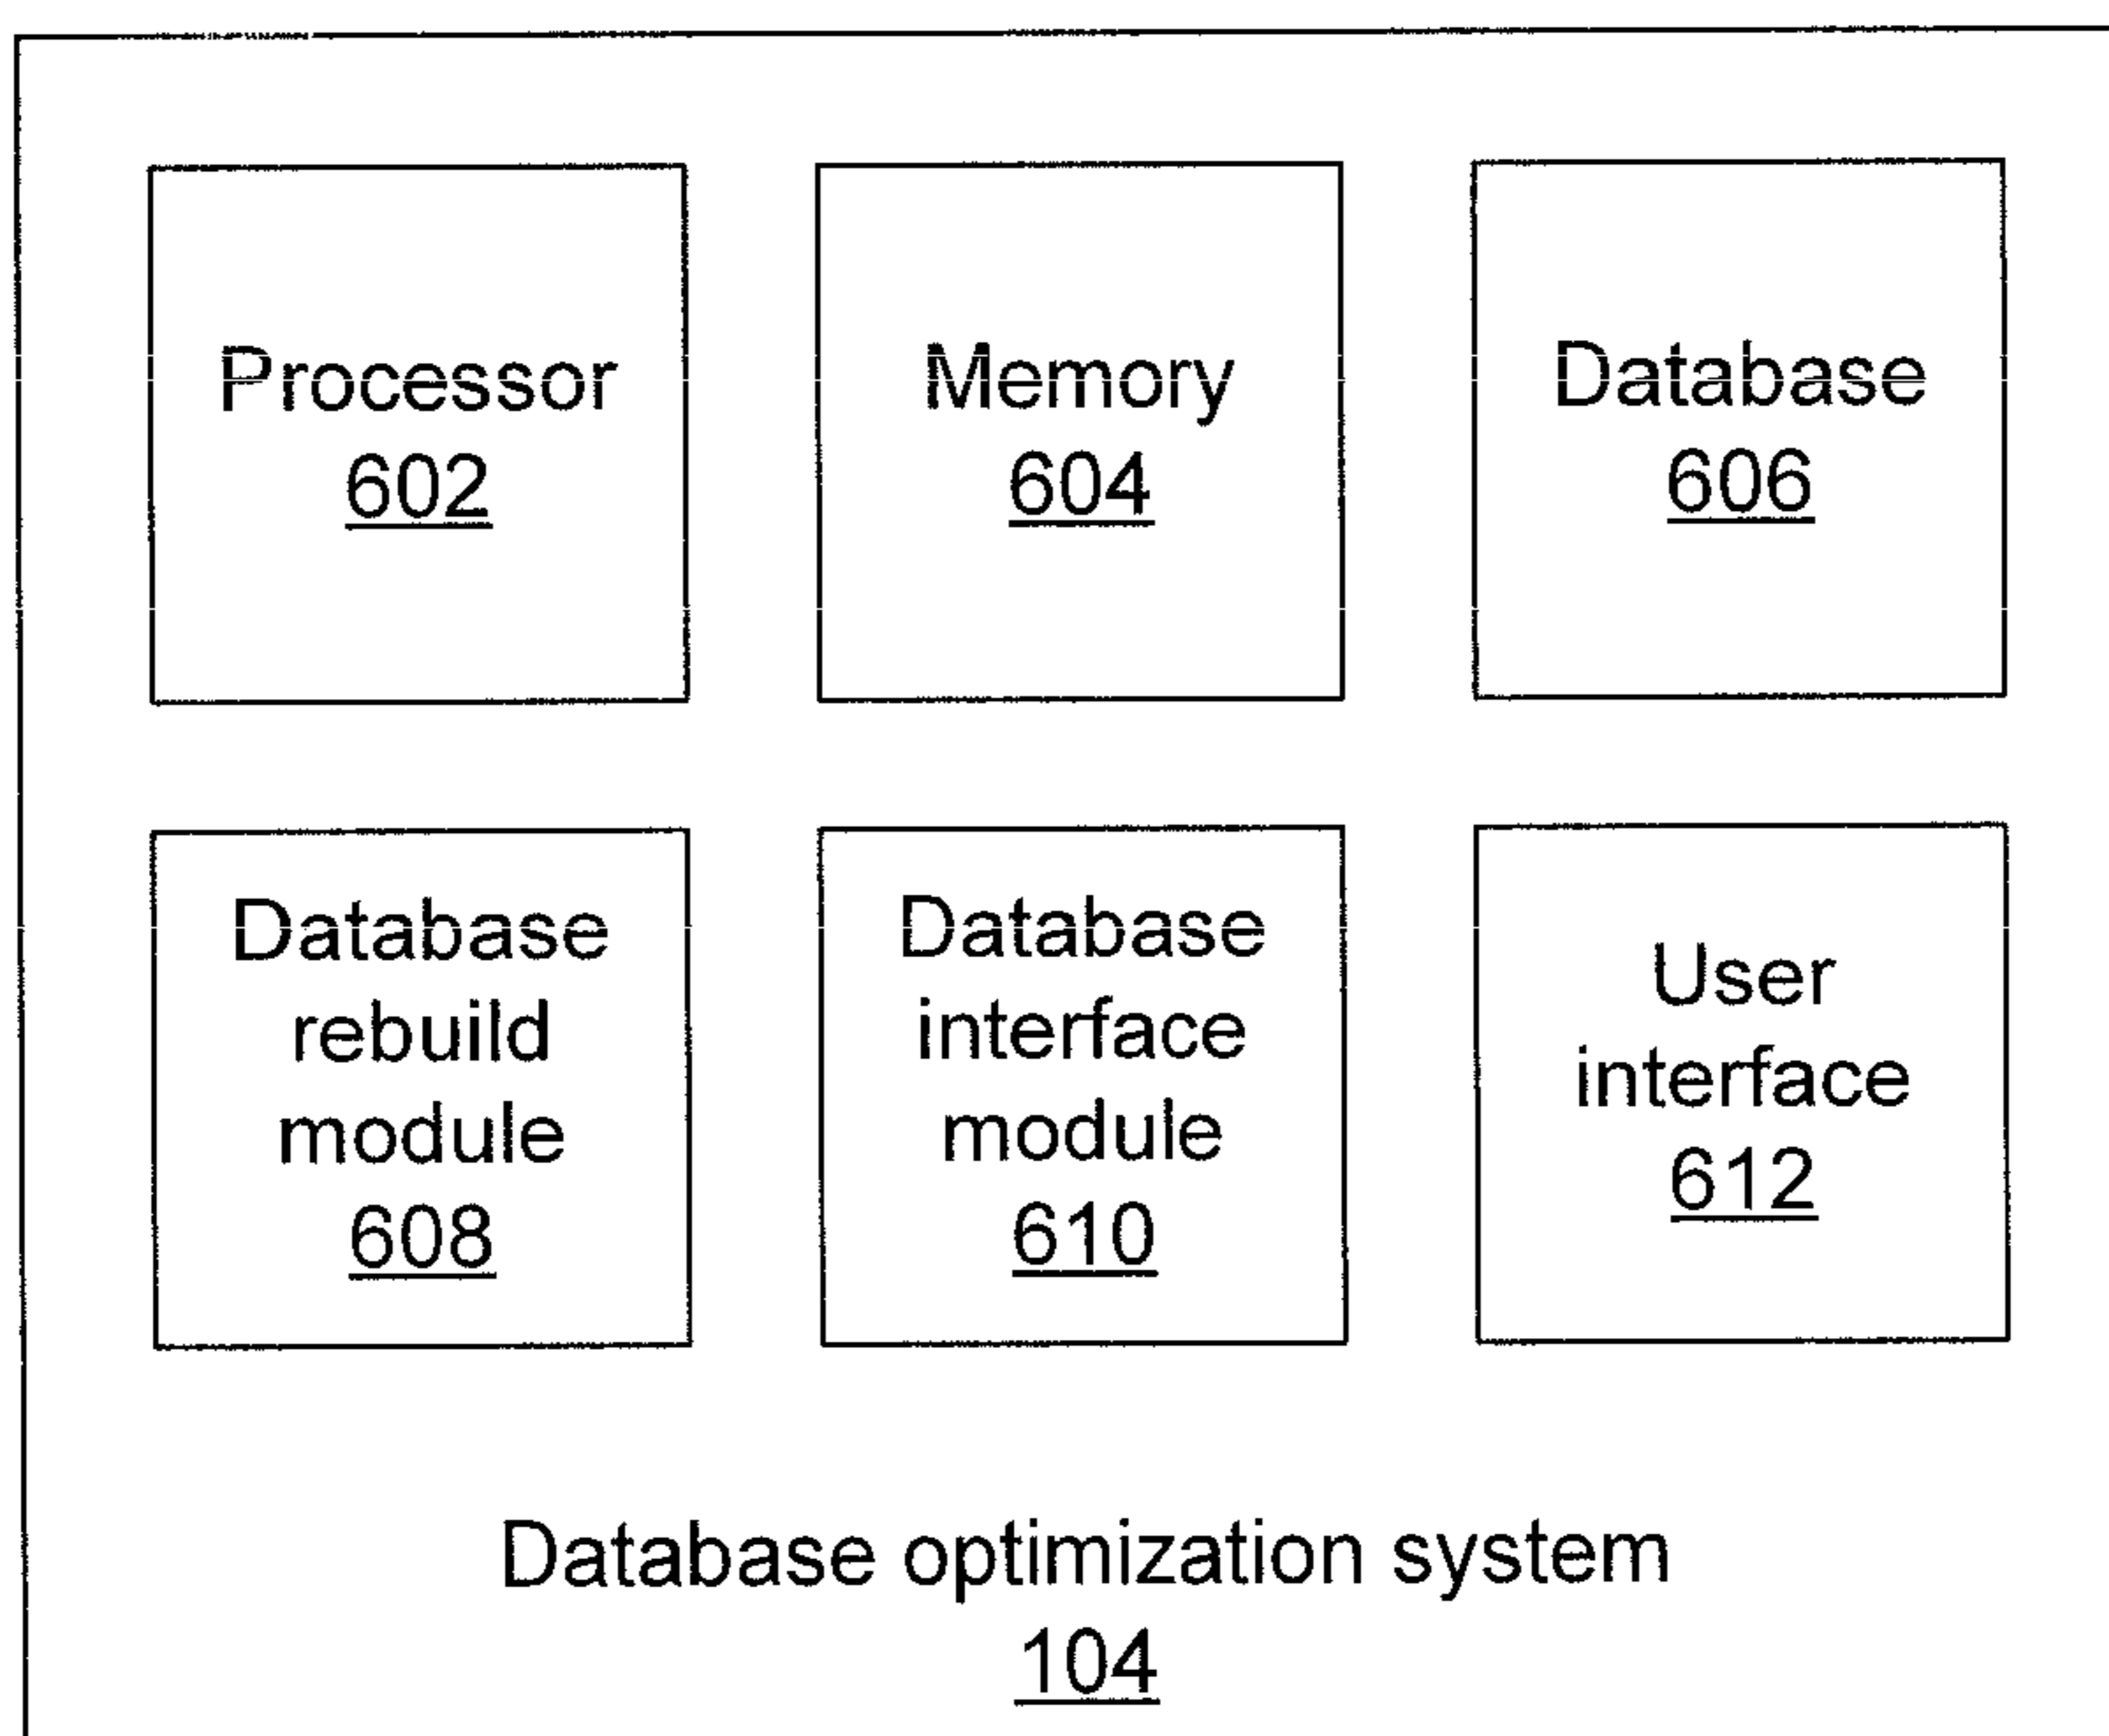 Processor
602
Memory
604
Database
606
Database
rebuild
module
608
Database
interface
module
610
User
interface
612
Database optimization system
104